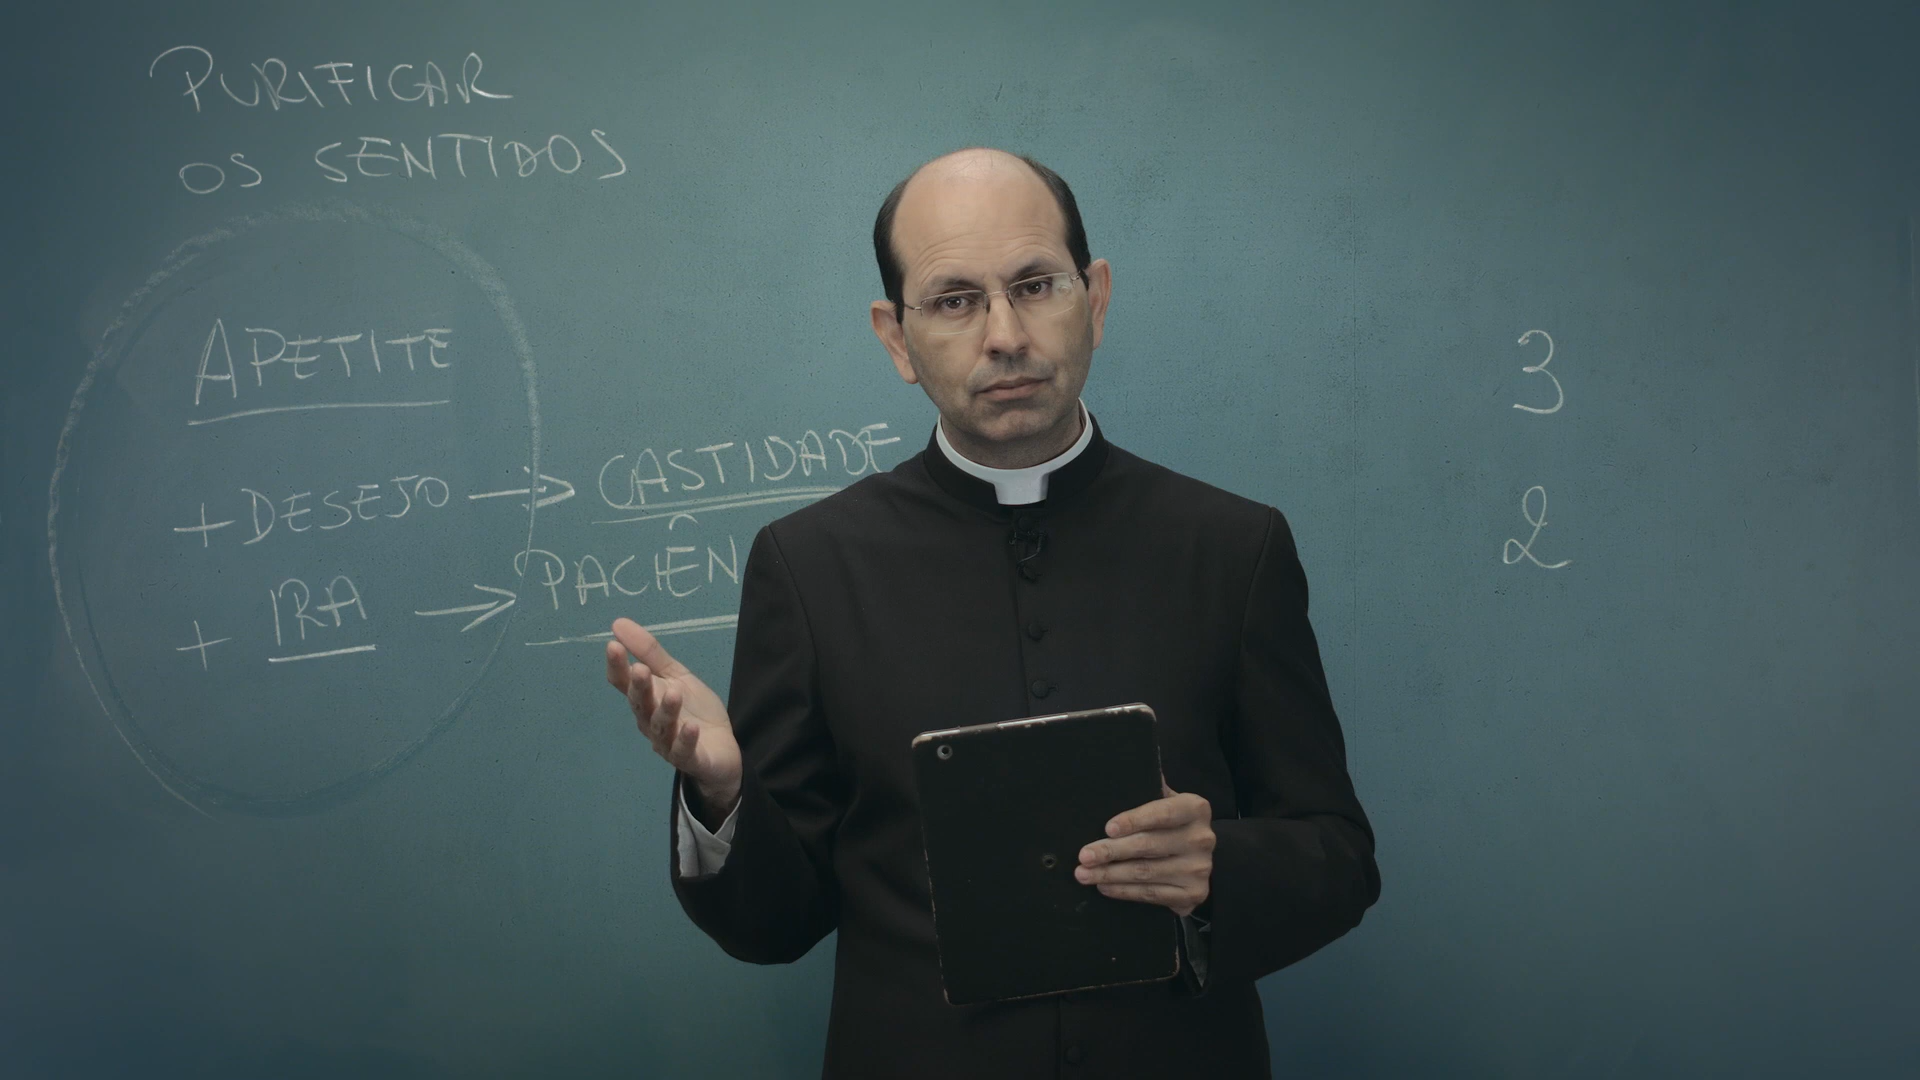 PURIFICAR
OS SENTIDOS
APETITE
+ DESEJO → CASTIDADE
+ IRA → PACIÊN
3
2